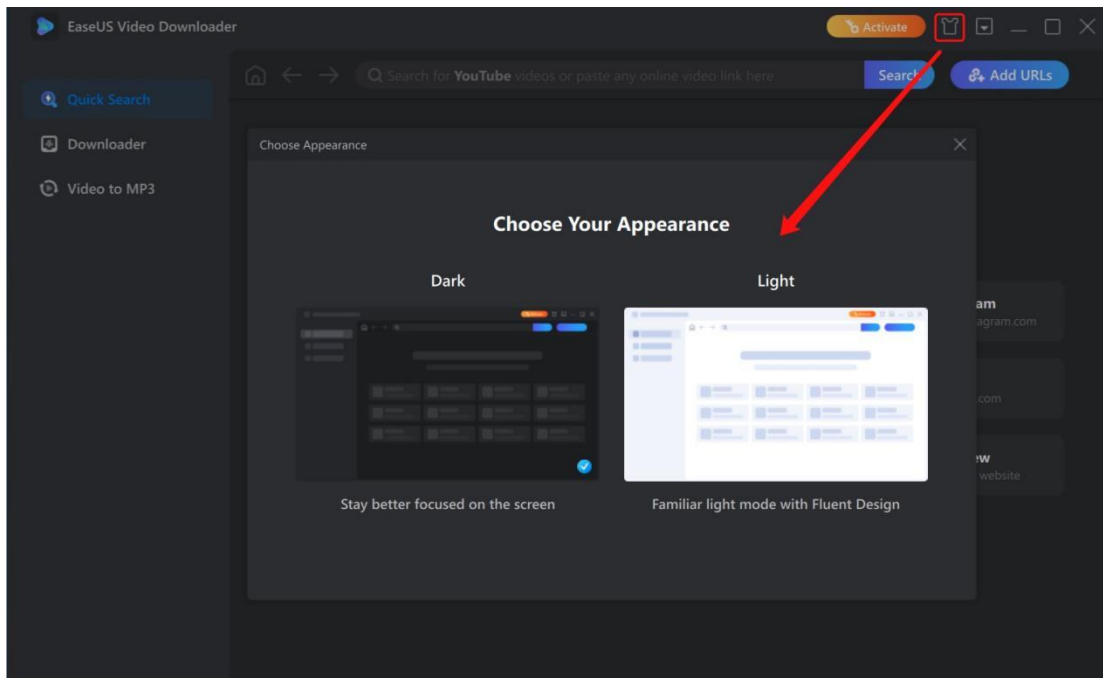 EaseUS Video Downloader
Activate
Search for YouTube videos or paste any online video link here
Search
Add URLs
Quick Search
Downloader
Video to MP3
Choose Appearance
Choose Your Appearance
Dark
Light
am
agram.com
.com
ew
website
Stay better focused on the screen
Familiar light mode with Fluent Design